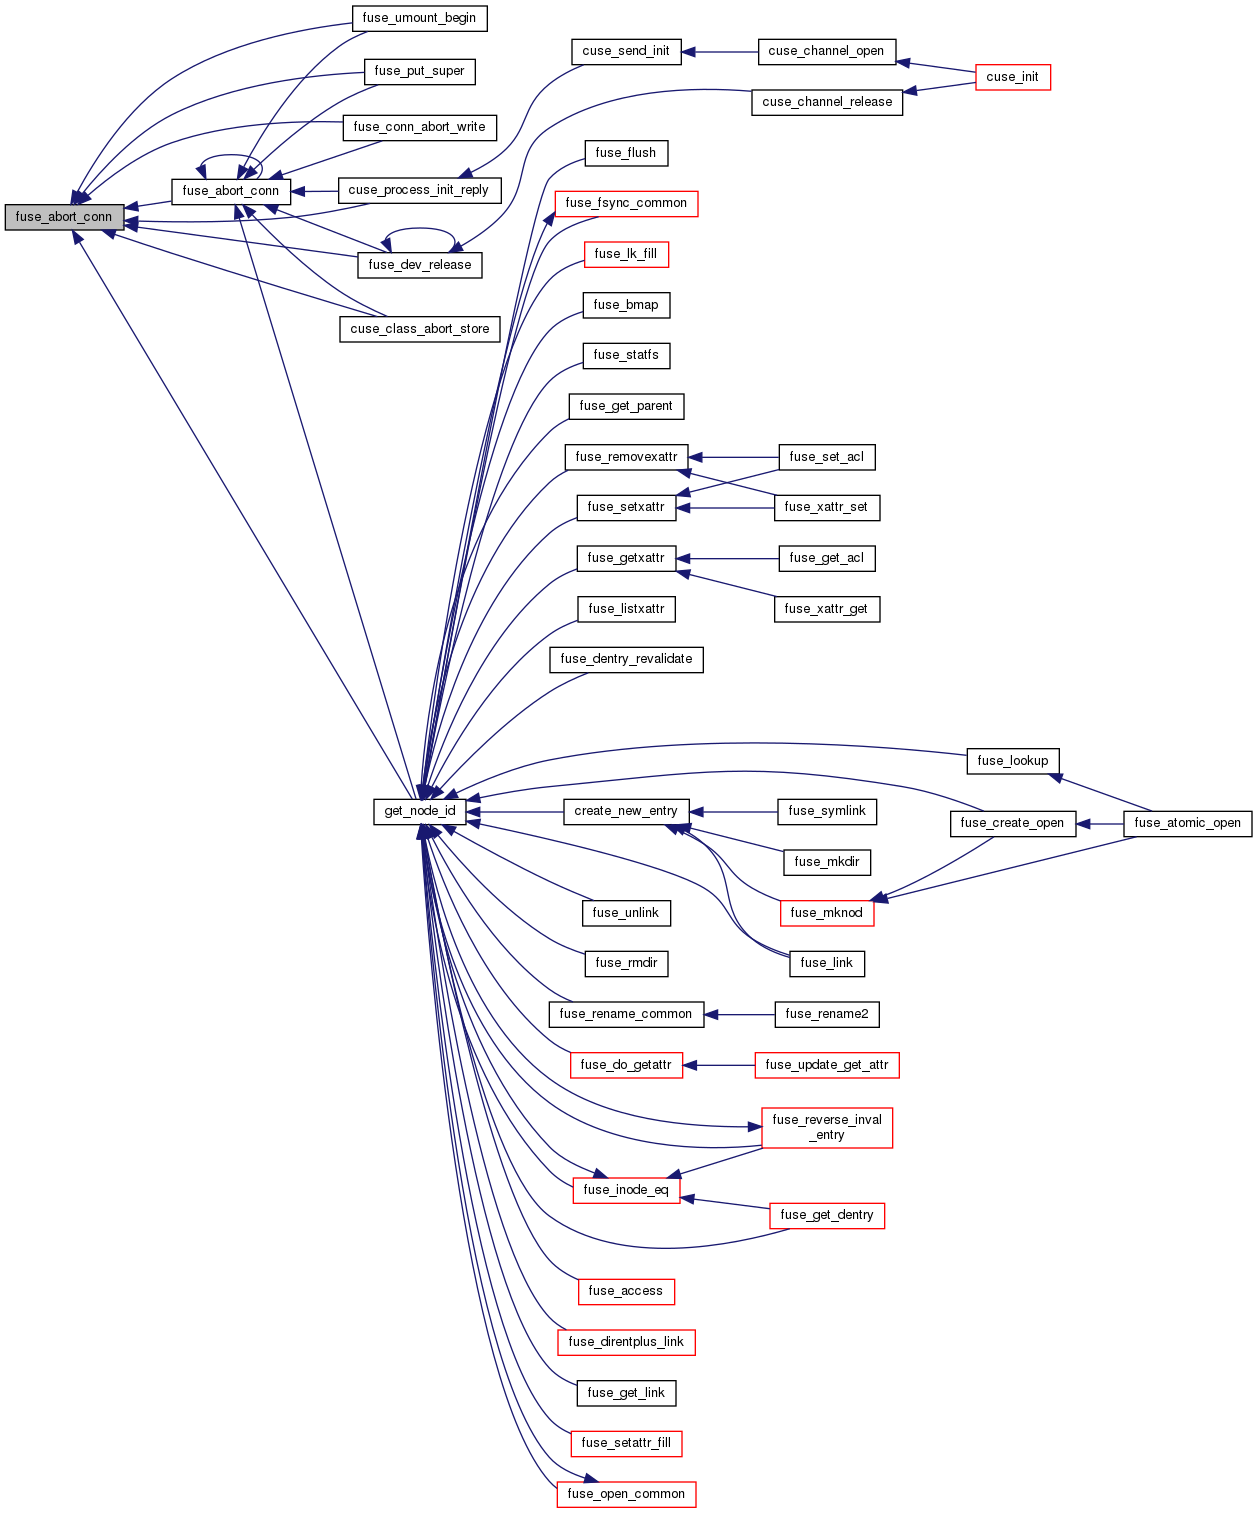 fuse_umount_begin
fuse_put_super
fuse_conn_abort_write
fuse_abort_conn
fuse_abort_conn
cuse_process_init_reply
fuse_dev_release
cuse_class_abort_store
cuse_send_init
cuse_channel_open
cuse_init
cuse_channel_release
fuse_flush
fuse_fsync_common
fuse_lk_fill
fuse_bmap
fuse_statfs
fuse_get_parent
fuse_removexattr
fuse_set_acl
fuse_setxattr
fuse_xattr_set
fuse_getxattr
fuse_get_acl
fuse_listxattr
fuse_xattr_get
fuse_dentry_revalidate
fuse_lookup
get_node_id
create_new_entry
fuse_symlink
fuse_create_open
fuse_atomic_open
fuse_mkdir
fuse_unlink
fuse_mknod
fuse_rmdir
fuse_link
fuse_rename_common
fuse_rename2
fuse_do_getattr
fuse_update_get_attr
fuse_reverse_inval
_entry
fuse_inode_eq
fuse_get_dentry
fuse_access
fuse_direntplus_link
fuse_get_link
fuse_setattr_fill
fuse_open_common